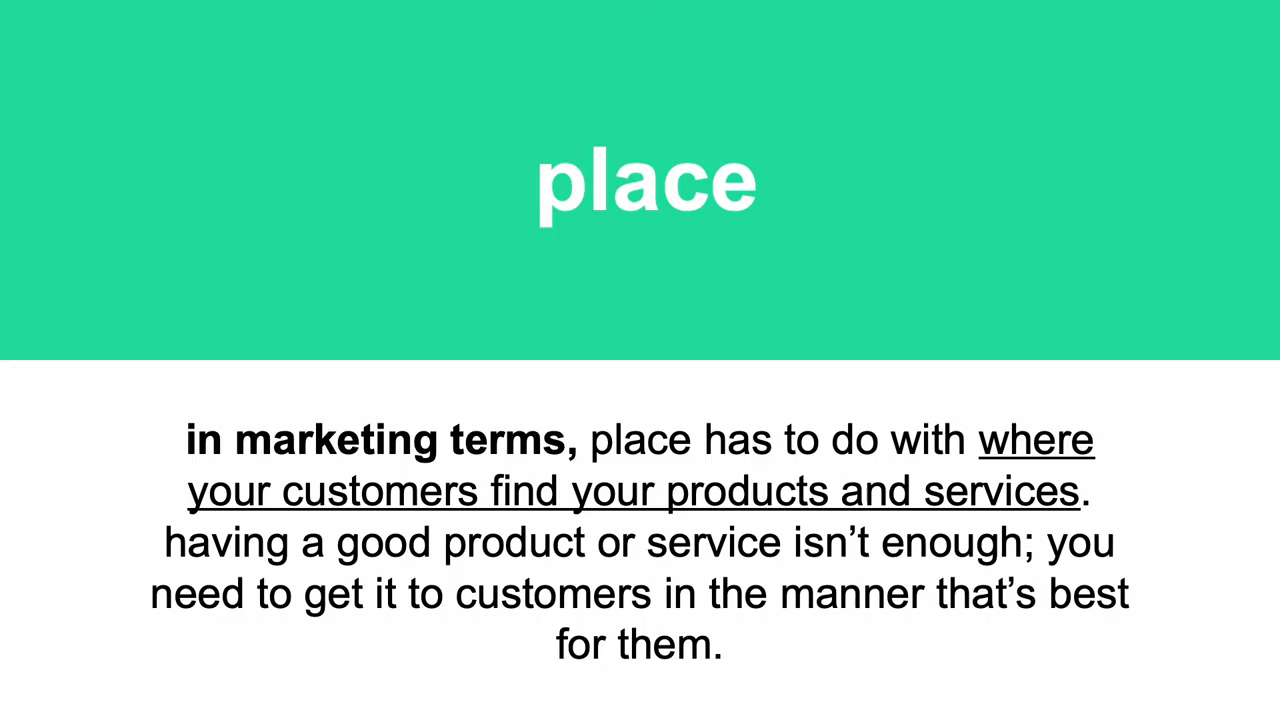 place
in marketing terms, place has to do with where
your customers find your products and services.
having a good product or service isn’t enough; you
need to get it to customers in the manner that’s best
for them.